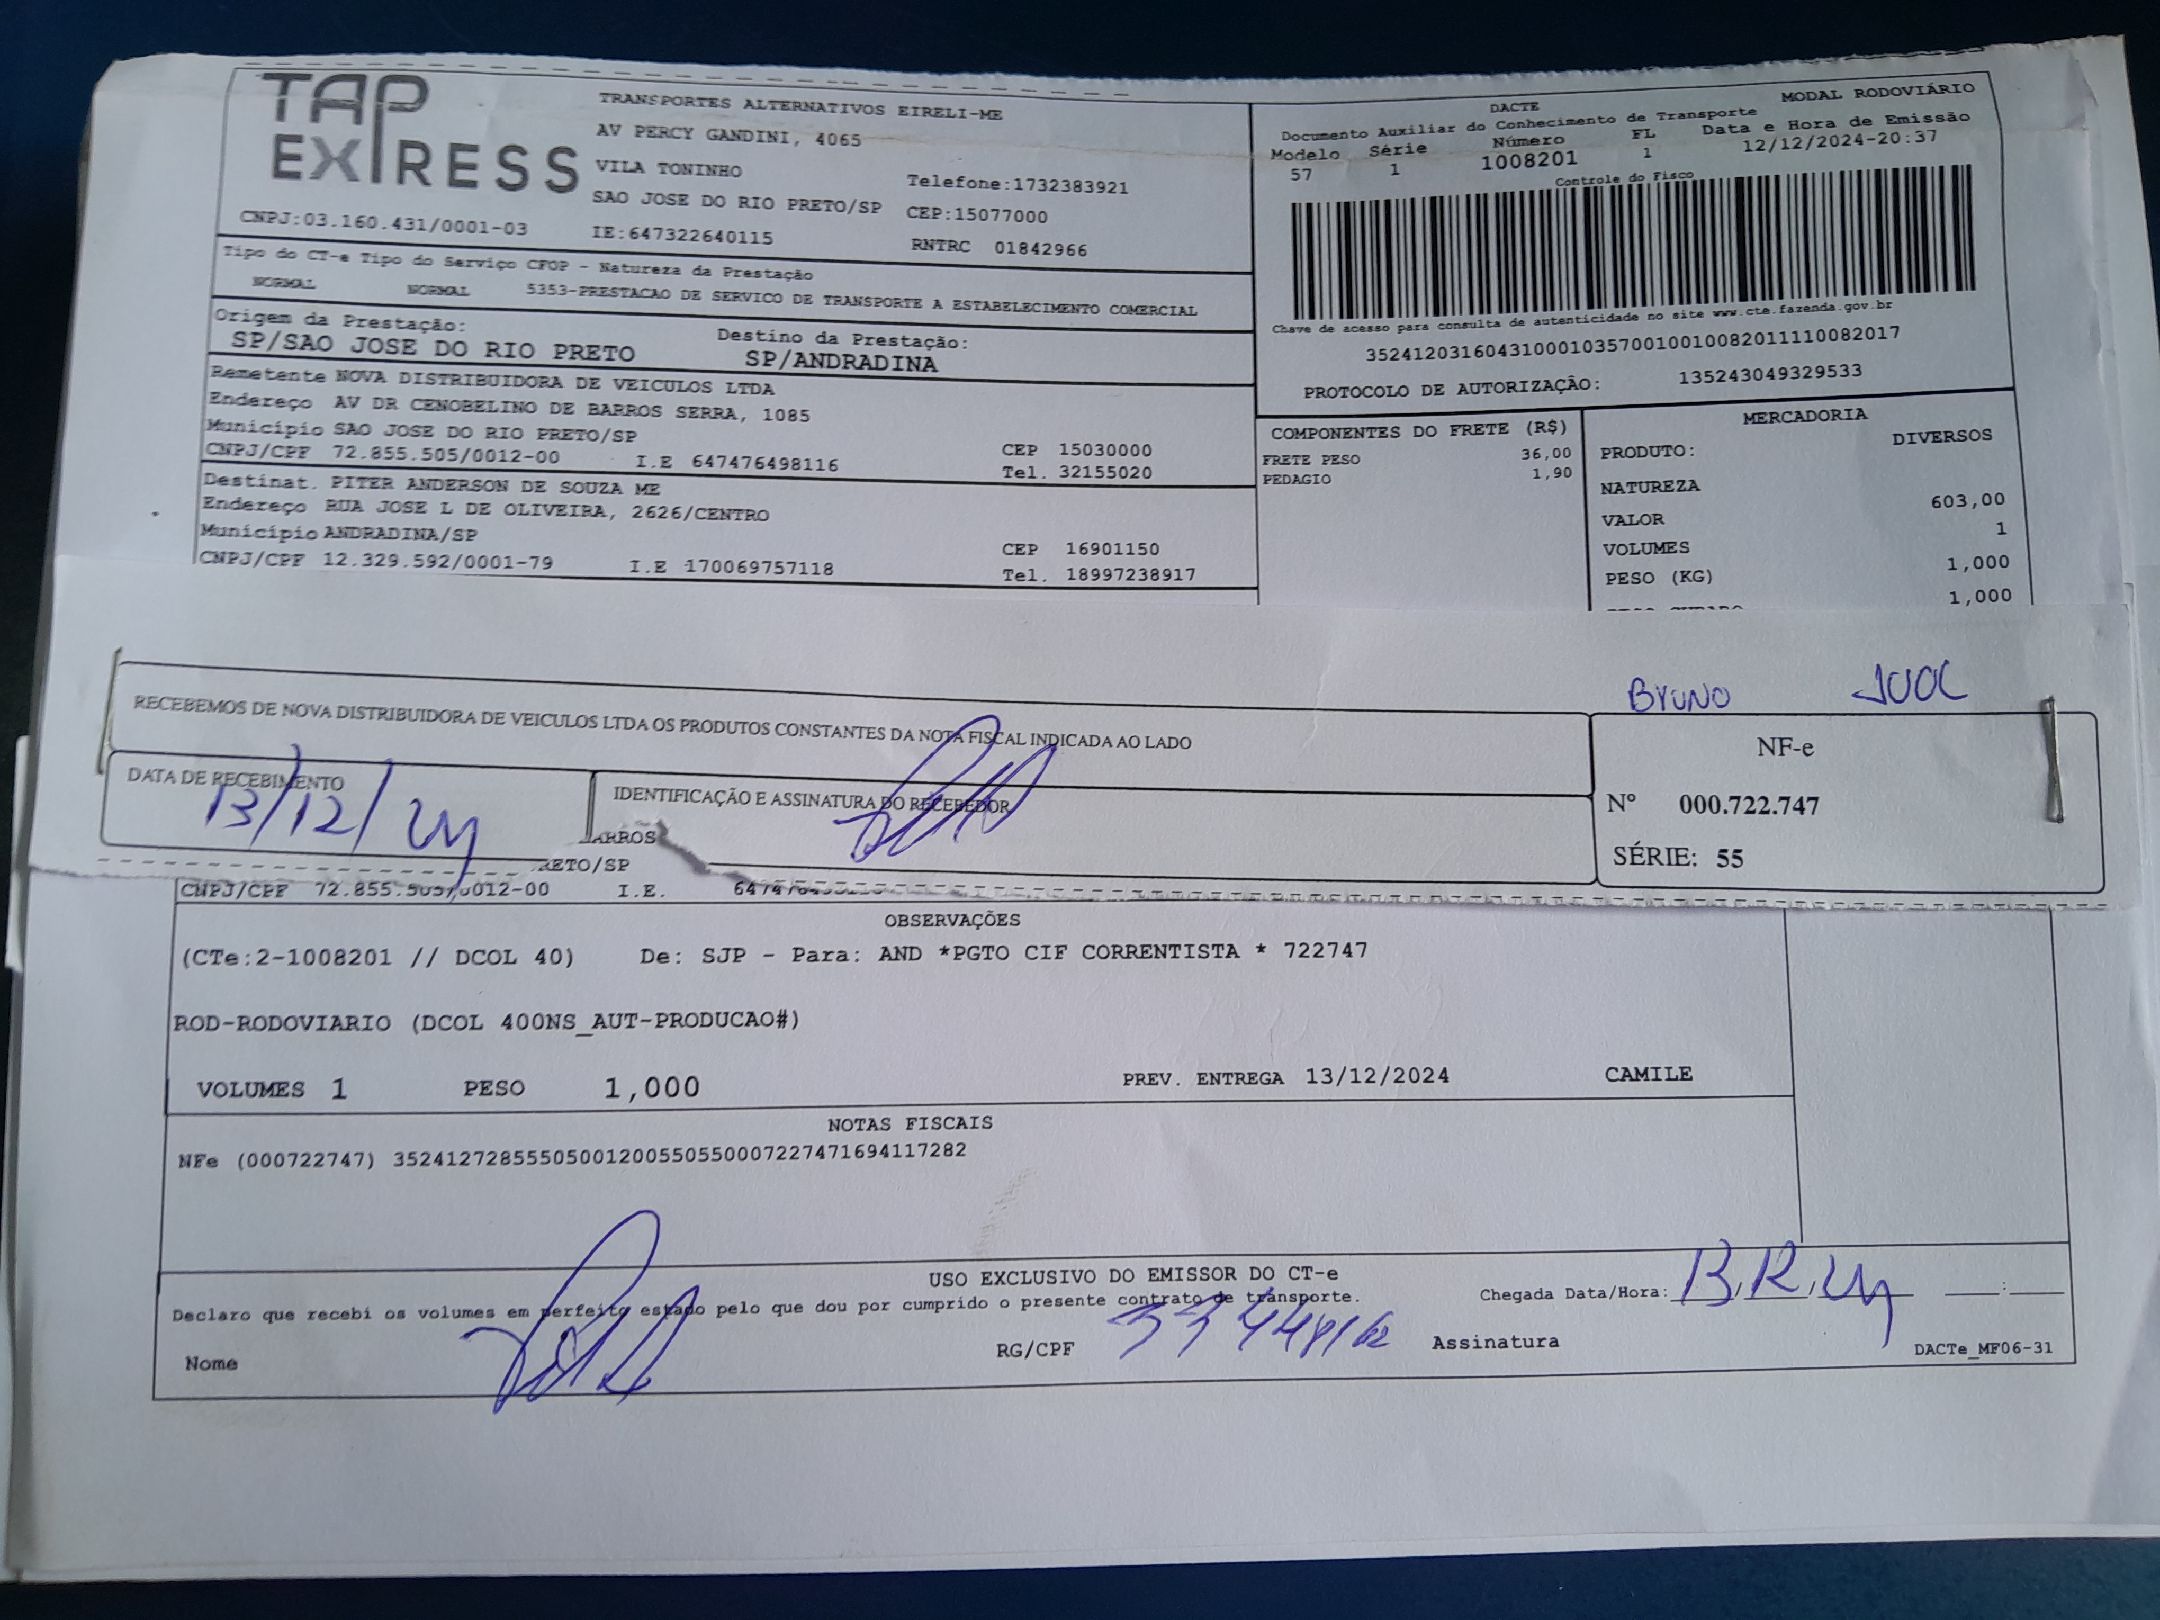 TAP EXPRESS
TRANSPORTES ALTERNATIVOS EIRELI-ME
AV PERCY GANDINI, 4065
VILA TONINHO
Telefone:1732383921
SAO JOSE DO RIO PRETO/SP CEP:15077000
CNPJ:03.160.431/0001-03 IE:647322640115 RNTRC 01842966
DACTE MODAL RODOVIÁRIO
Documento Auxiliar do Conhecimento de Transporte
Modelo Série Número FL Data e Hora de Emissão
57 1 1008201 1 12/12/2024-20:37
Controle do Fisco
Chave de acesso para consulta de autenticidade no site www.cte.fazenda.gov.br
35241203160431000103570010010082011110082017
PROTOCOLO DE AUTORIZAÇÃO: 135243049329533
Tipo do CT-e Tipo do Serviço CFOP - Natureza da Prestação
NORMAL NORMAL 5353-PRESTACAO DE SERVICO DE TRANSPORTE A ESTABELECIMENTO COMERCIAL
Origem da Prestação: Destino da Prestação:
SP/SAO JOSE DO RIO PRETO SP/ANDRADINA
Remetente NOVA DISTRIBUIDORA DE VEICULOS LTDA
Endereço AV DR CENOBELINO DE BARROS SERRA, 1085
Município SAO JOSE DO RIO PRETO/SP CEP 15030000
CNPJ/CPF 72.855.505/0012-00 I.E 647476498116 Tel. 32155020
Destinat. PITER ANDERSON DE SOUZA ME
Endereço RUA JOSE L DE OLIVEIRA, 2626/CENTRO
Município ANDRADINA/SP CEP 16901150
CNPJ/CPF 12.329.592/0001-79 I.E 170069757118 Tel. 18997238917
COMPONENTES DO FRETE (R$)
FRETE PESO 36,00
PEDAGIO 1,90
MERCADORIA
PRODUTO: DIVERSOS
NATUREZA
VALOR 603,00
VOLUMES 1
PESO (KG) 1,000
1,000
BRUNO
RECEBEMOS DE NOVA DISTRIBUIDORA DE VEICULOS LTDA OS PRODUTOS CONSTANTES DA NOTA FISCAL INDICADA AO LADO
DATA DE RECEBIMENTO
13/12/24
IDENTIFICAÇÃO E ASSINATURA DO RECEBEDOR
NF-e
Nº 000.722.747
SÉRIE: 55
ARROS
RETO/SP
CNPJ/CPF 72.855.505/0012-00 I.E.
OBSERVAÇÕES
(CTe:2-1008201 // DCOL 40) De: SJP - Para: AND *PGTO CIF CORRENTISTA * 722747
ROD-RODOVIARIO (DCOL 400NS_AUT-PRODUCAO#)
VOLUMES 1 PESO 1,000 PREV. ENTREGA 13/12/2024 CAMILE
NOTAS FISCAIS
NFe (000722747) 35241272855505001200550550007227471694117282
USO EXCLUSIVO DO EMISSOR DO CT-e
Declaro que recebi os volumes em perfeito estado pelo que dou por cumprido o presente contrato de transporte.
Chegada Data/Hora: 13,12,24 :
Nome RG/CPF Assinatura
DACTe_MF06-31